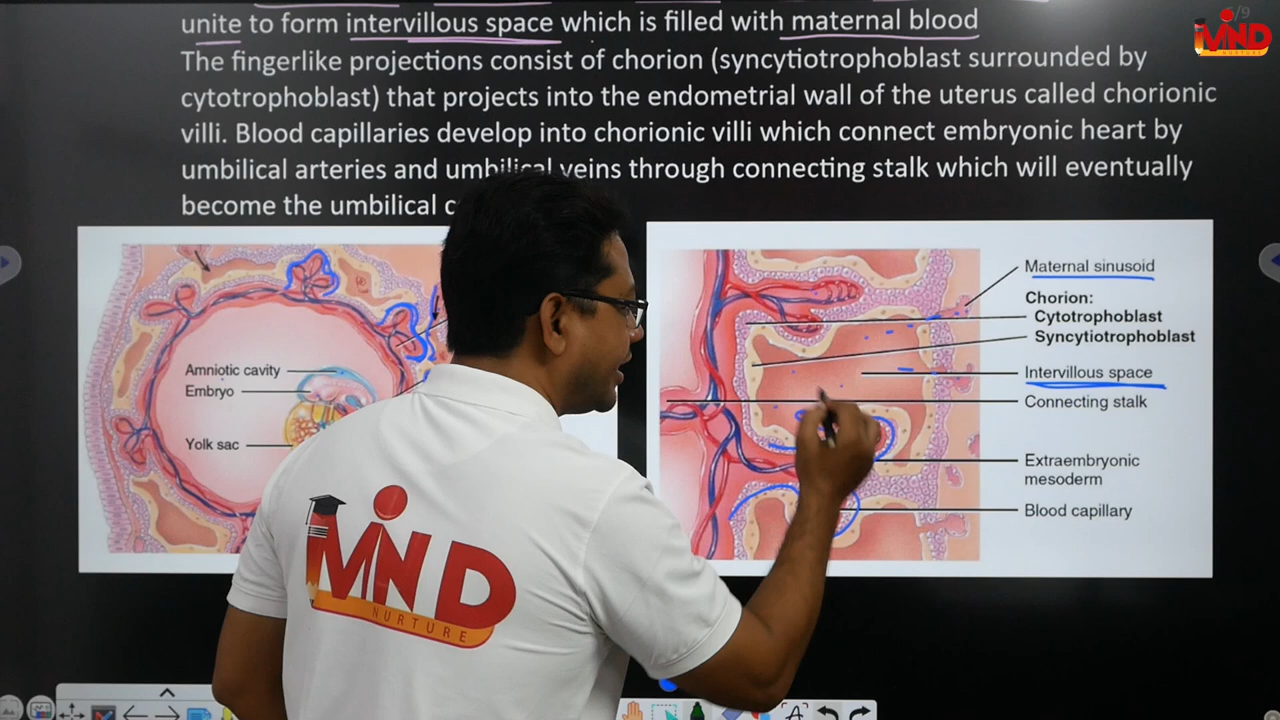 unite to form intervillous space which is filled with maternal blood
The fingerlike projections consist of chorion (syncytiotrophoblast surrounded by
cytotrophoblast) that projects into the endometrial wall of the uterus called chorionic
villi. Blood capillaries develop into chorionic villi which connect embryonic heart by
umbilical arteries and umbilical veins through connecting stalk which will eventually
become the umbilical
/9
MIND
NURTURE
Amniotic cavity
Embryo
Yolk sac
Maternal sinusoid
Chorion:
Cytotrophoblast
Syncytiotrophoblast
Intervillous space
Connecting stalk
Extraembryonic
mesoderm
Blood capillary
MIND
NURTURE
A